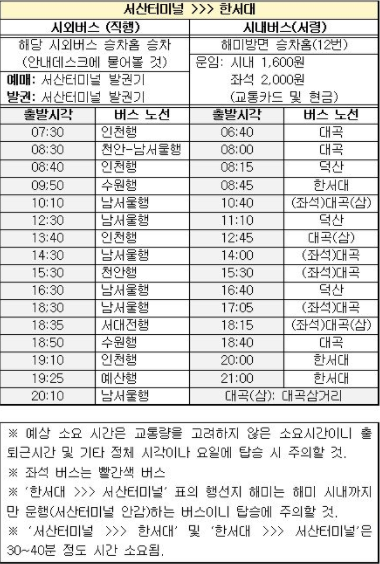 서산터미널 >>> 한서대
시외버스 (직행) 시내버스(서령)
해당 시외버스 승차홈 승차 해미방면 승차홈(12번)
(안내데스크에 물어볼 것) 운임: 시내 1,600원
예매: 서산터미널 발권기 좌석 2,000원
발권: 서산터미널 발권기 (교통카드 및 현금)
출발시각 버스 노선 출발시각 버스 노선
07:30 인천행 06:40 대곡
08:30 천안-남서울행 08:00 대곡
08:40 인천행 08:15 덕산
09:50 수원행 08:45 한서대
10:10 남서울행 10:40 (좌석)대곡(삼)
12:30 남서울행 11:10 덕산
13:40 인천행 12:45 대곡(삼)
14:30 남서울행 14:00 (좌석)대곡
15:30 천안행 15:30 (좌석)대곡
16:30 남서울행 16:40 덕산
18:30 남서울행 17:05 (좌석)대곡
18:35 서대전행 18:15 (좌석)대곡(삼)
18:50 수원행 18:40 대곡
19:10 인천행 20:00 한서대
19:25 예산행 21:00 한서대
20:10 남서울행 대곡(삼): 대곡삼거리
※ 예상 소요 시간은 교통량을 고려하지 않은 소요시간이니 출
퇴근시간 및 기타 정체 시각이나 요일에 탑승 시 주의할 것.
※ 좌석 버스는 빨간색 버스
※ '한서대 >>> 서산터미널' 표의 행선지 해미는 해미 시내까지
만 운행(서산터미널 안감)하는 버스이니 탑승에 주의할 것.
※ '서산터미널 >>> 한서대' 및 '한서대 >>> 서산터미널'은
30~40분 정도 시간 소요됨.